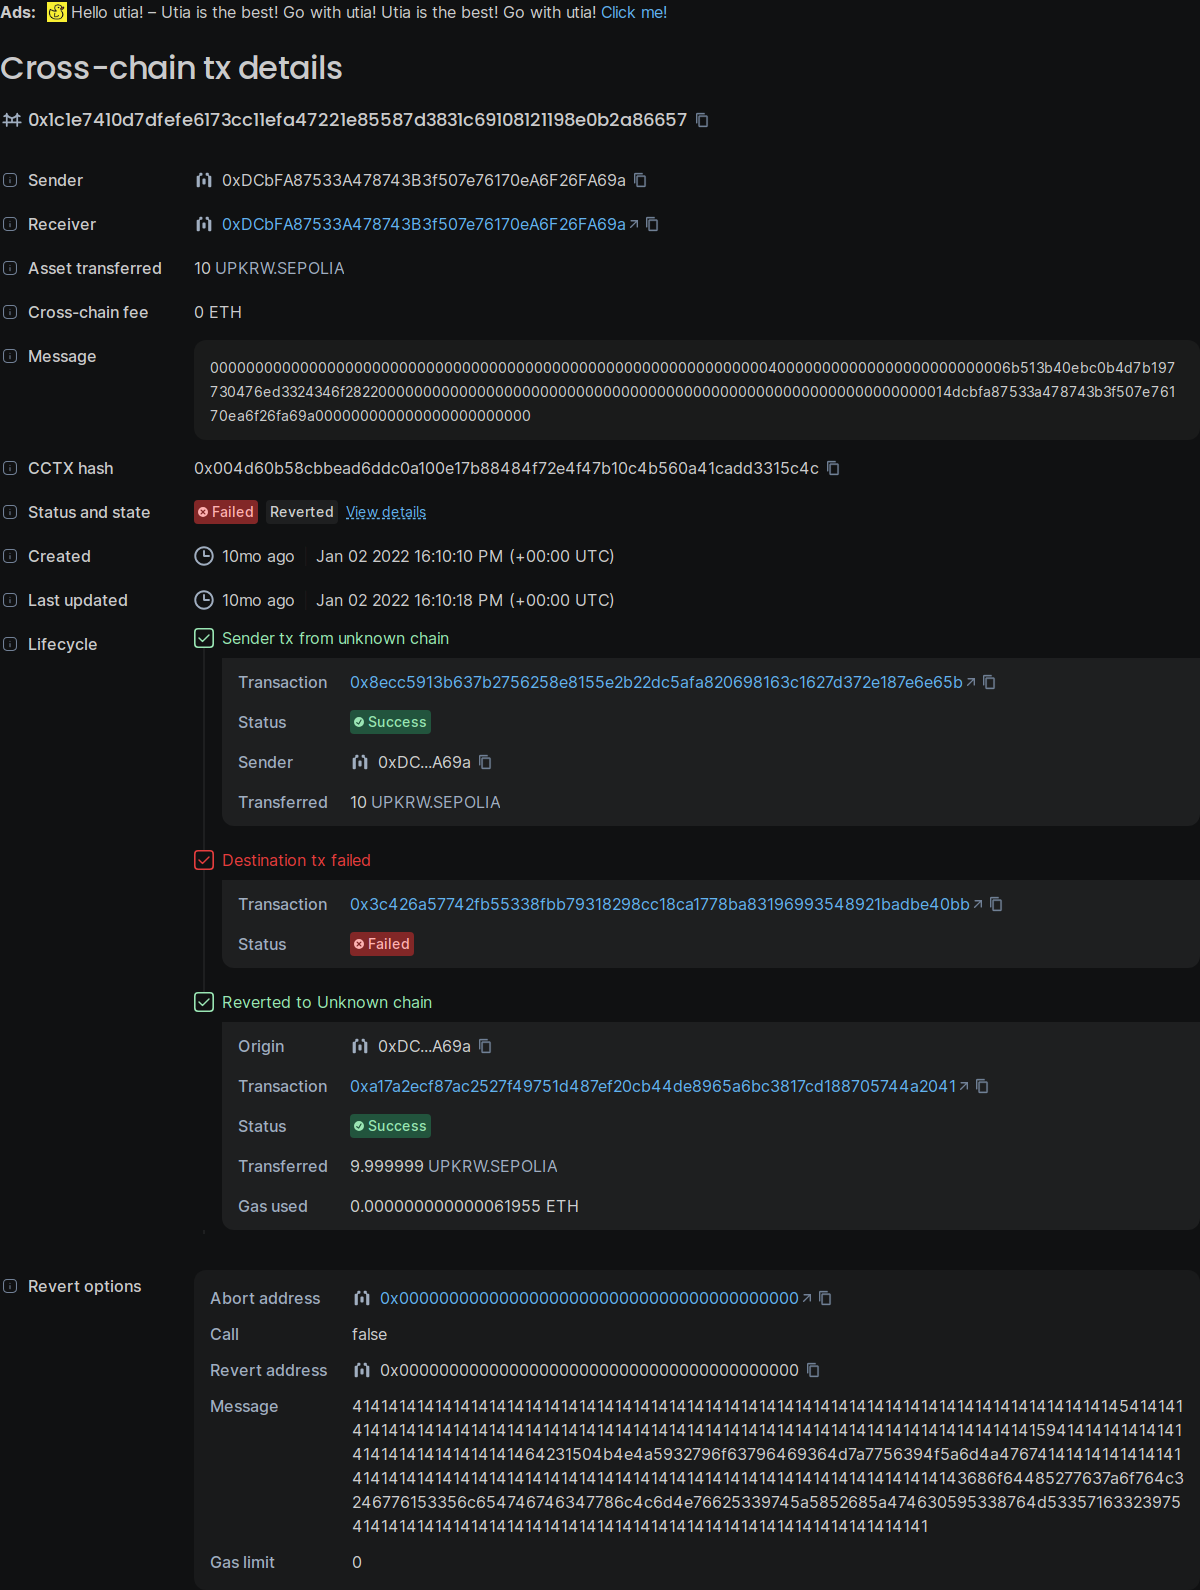 Ads: Hello utia! – Utia is the best! Go with utia! Utia is the best! Go with utia! Click me!
Cross-chain tx details
0x1c1e7410d7dfefe6173cc11efa47221e85587d3831c69108121198e0b2a86657
Sender 0xDCbFA87533A478743B3f507e76170eA6F26FA69a
Receiver 0xDCbFA87533A478743B3f507e76170eA6F26FA69a
Asset transferred 10 UPKRW.SEPOLIA
Cross-chain fee 0 ETH
Message
730476ed3324346f282200000000000000000000000000000000000000000000000000000000000000014dcbfa87533a478743b3f507e761
70ea6f26fa69a000000000000000000000000
CCTX hash 0x004d60b58cbbead6ddc0a100e17b88484f72e4f47b10c4b560a41cadd3315c4c
Status and state Failed Reverted View details
Created 10mo ago Jan 02 2022 16:10:10 PM (+00:00 UTC)
Last updated 10mo ago Jan 02 2022 16:10:18 PM (+00:00 UTC)
Lifecycle Sender tx from unknown chain
Transaction 0x8ecc5913b637b2756258e8155e2b22dc5afa820698163c1627d372e187e6e65b
Status Success
Sender 0xDC...A69a
Transferred 10 UPKRW.SEPOLIA
Destination tx failed
Transaction 0x3c426a57742fb55338fbb79318298cc18ca1778ba83196993548921badbe40bb
Status Failed
Reverted to Unknown chain
Origin 0xDC...A69a
Transaction 0xa17a2ecf87ac2527f49751d487ef20cb44de8965a6bc3817cd188705744a2041
Status Success
Transferred 9.999999 UPKRW.SEPOLIA
Gas used 0.000000000000061955 ETH
Revert options
Abort address 0x0000000000000000000000000000000000000000
Call false
Revert address 0x0000000000000000000000000000000000000000
Message
246776153356c654746746347786c4c6d4e76625339745a5852685a474630595338764d53357163323975
Gas limit 0